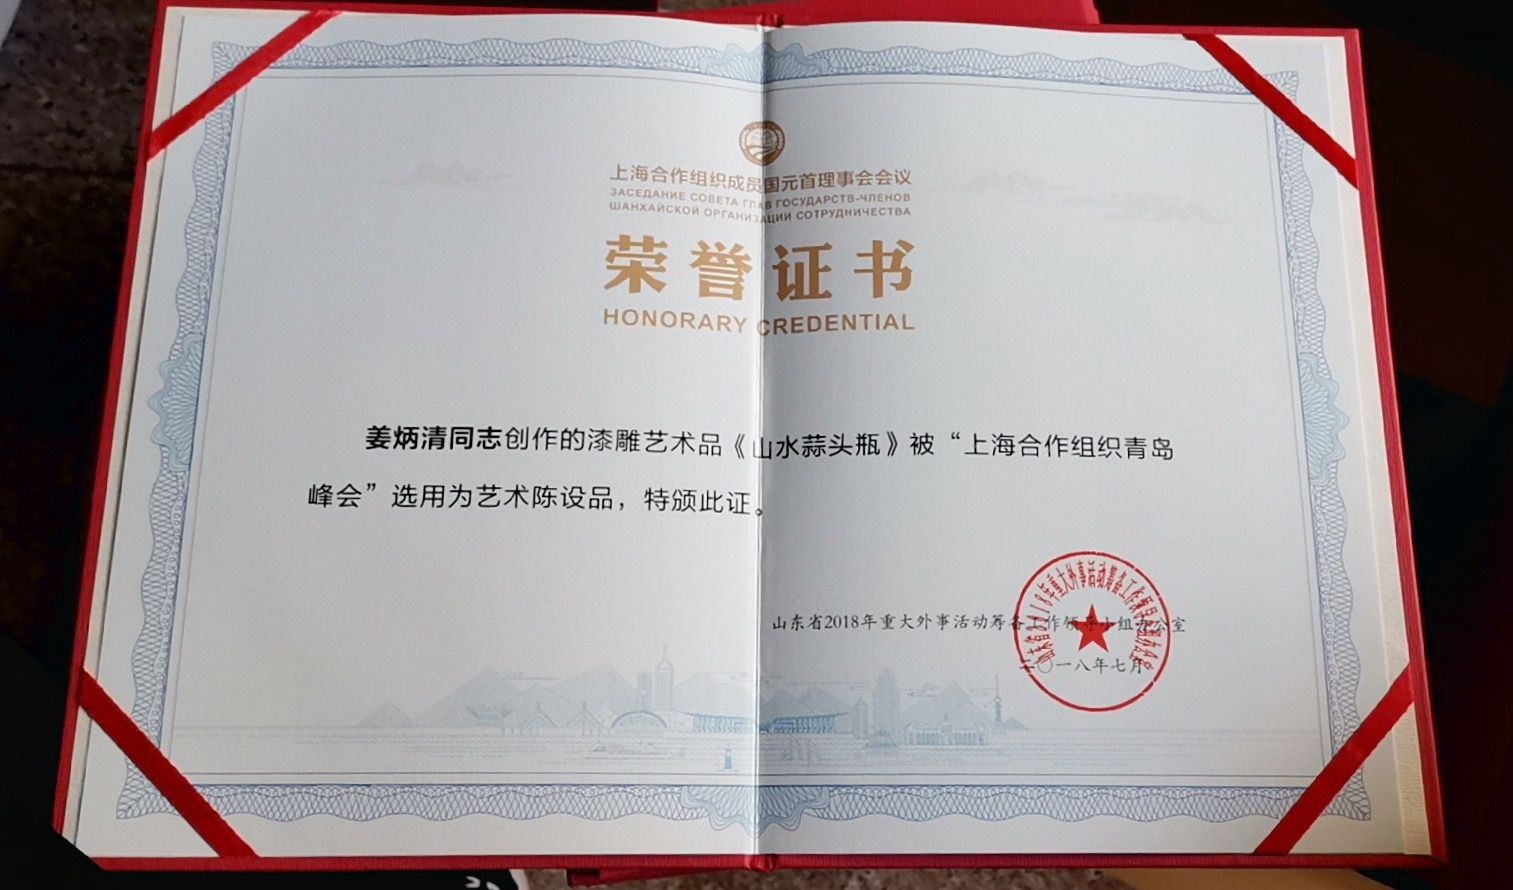 上海合作组织成员国元首理事会会议
ЗАСЕДАНИЕ СОВЕТА ГЛАВ ГОСУДАРСТВ-ЧЛЕНОВ
ШАНХАЙСКОЙ ОРГАНИЗАЦИИ СОТРУДНИЧЕСТВА
荣誉证书
HONORARY CREDENTIAL
姜炳清同志创作的漆雕艺术品《山水蒜头瓶》被“上海合作组织青岛
峰会”选用为艺术陈设品，特颁此证。
山东省2018年重大外事活动筹备工作领导小组办公室
二〇一八年七月